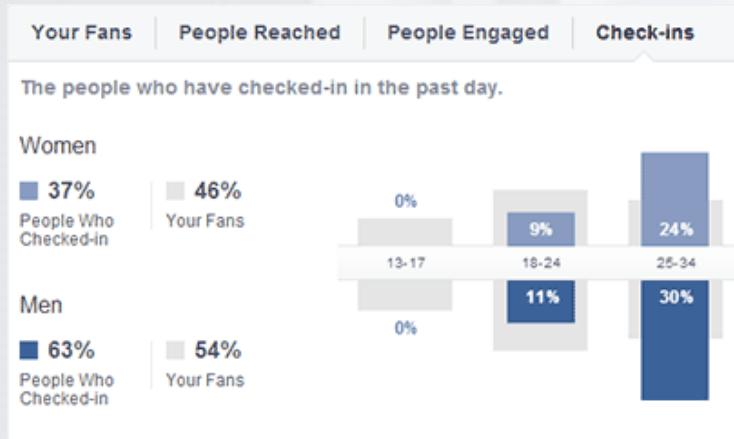 Your Fans People Reached People Engaged Check-ins
The people who have checked-in in the past day.
Women
37% 46%
People Who Your Fans
Checked-in
0% 9% 24%
13-17 18-24 25-34
0% 11% 30%
Men
63% 54%
People Who Your Fans
Checked-in